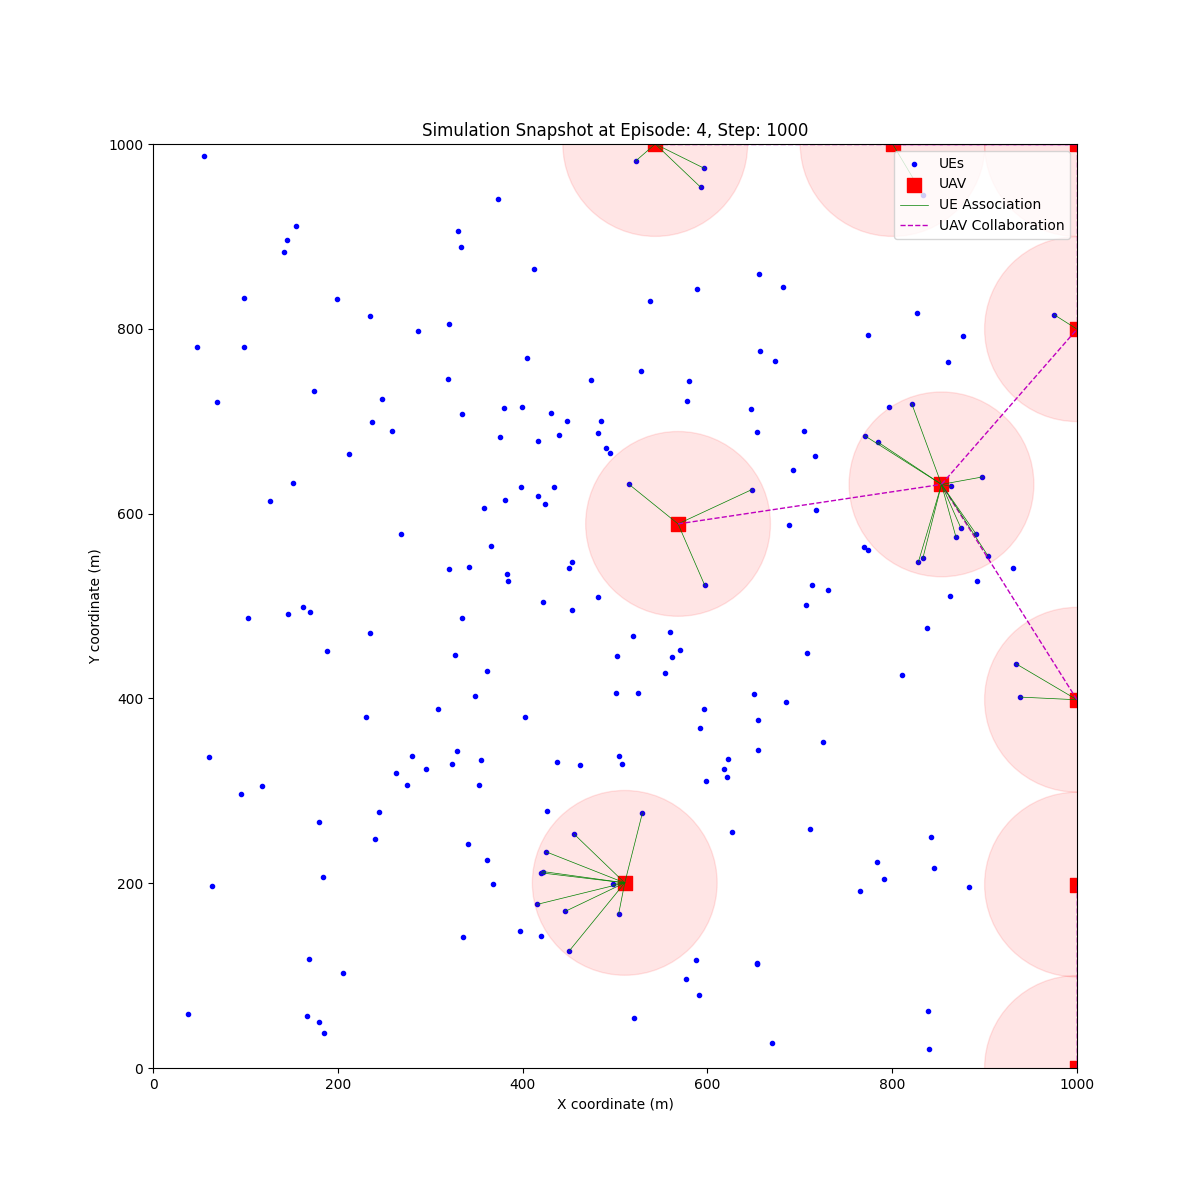 Simulation Snapshot at Episode: 4, Step: 1000
1000
800
600
400
200
0
Y coordinate (m)
UEs
UAV
UE Association
UAV Collaboration
0 200 400 600 800 1000
X coordinate (m)